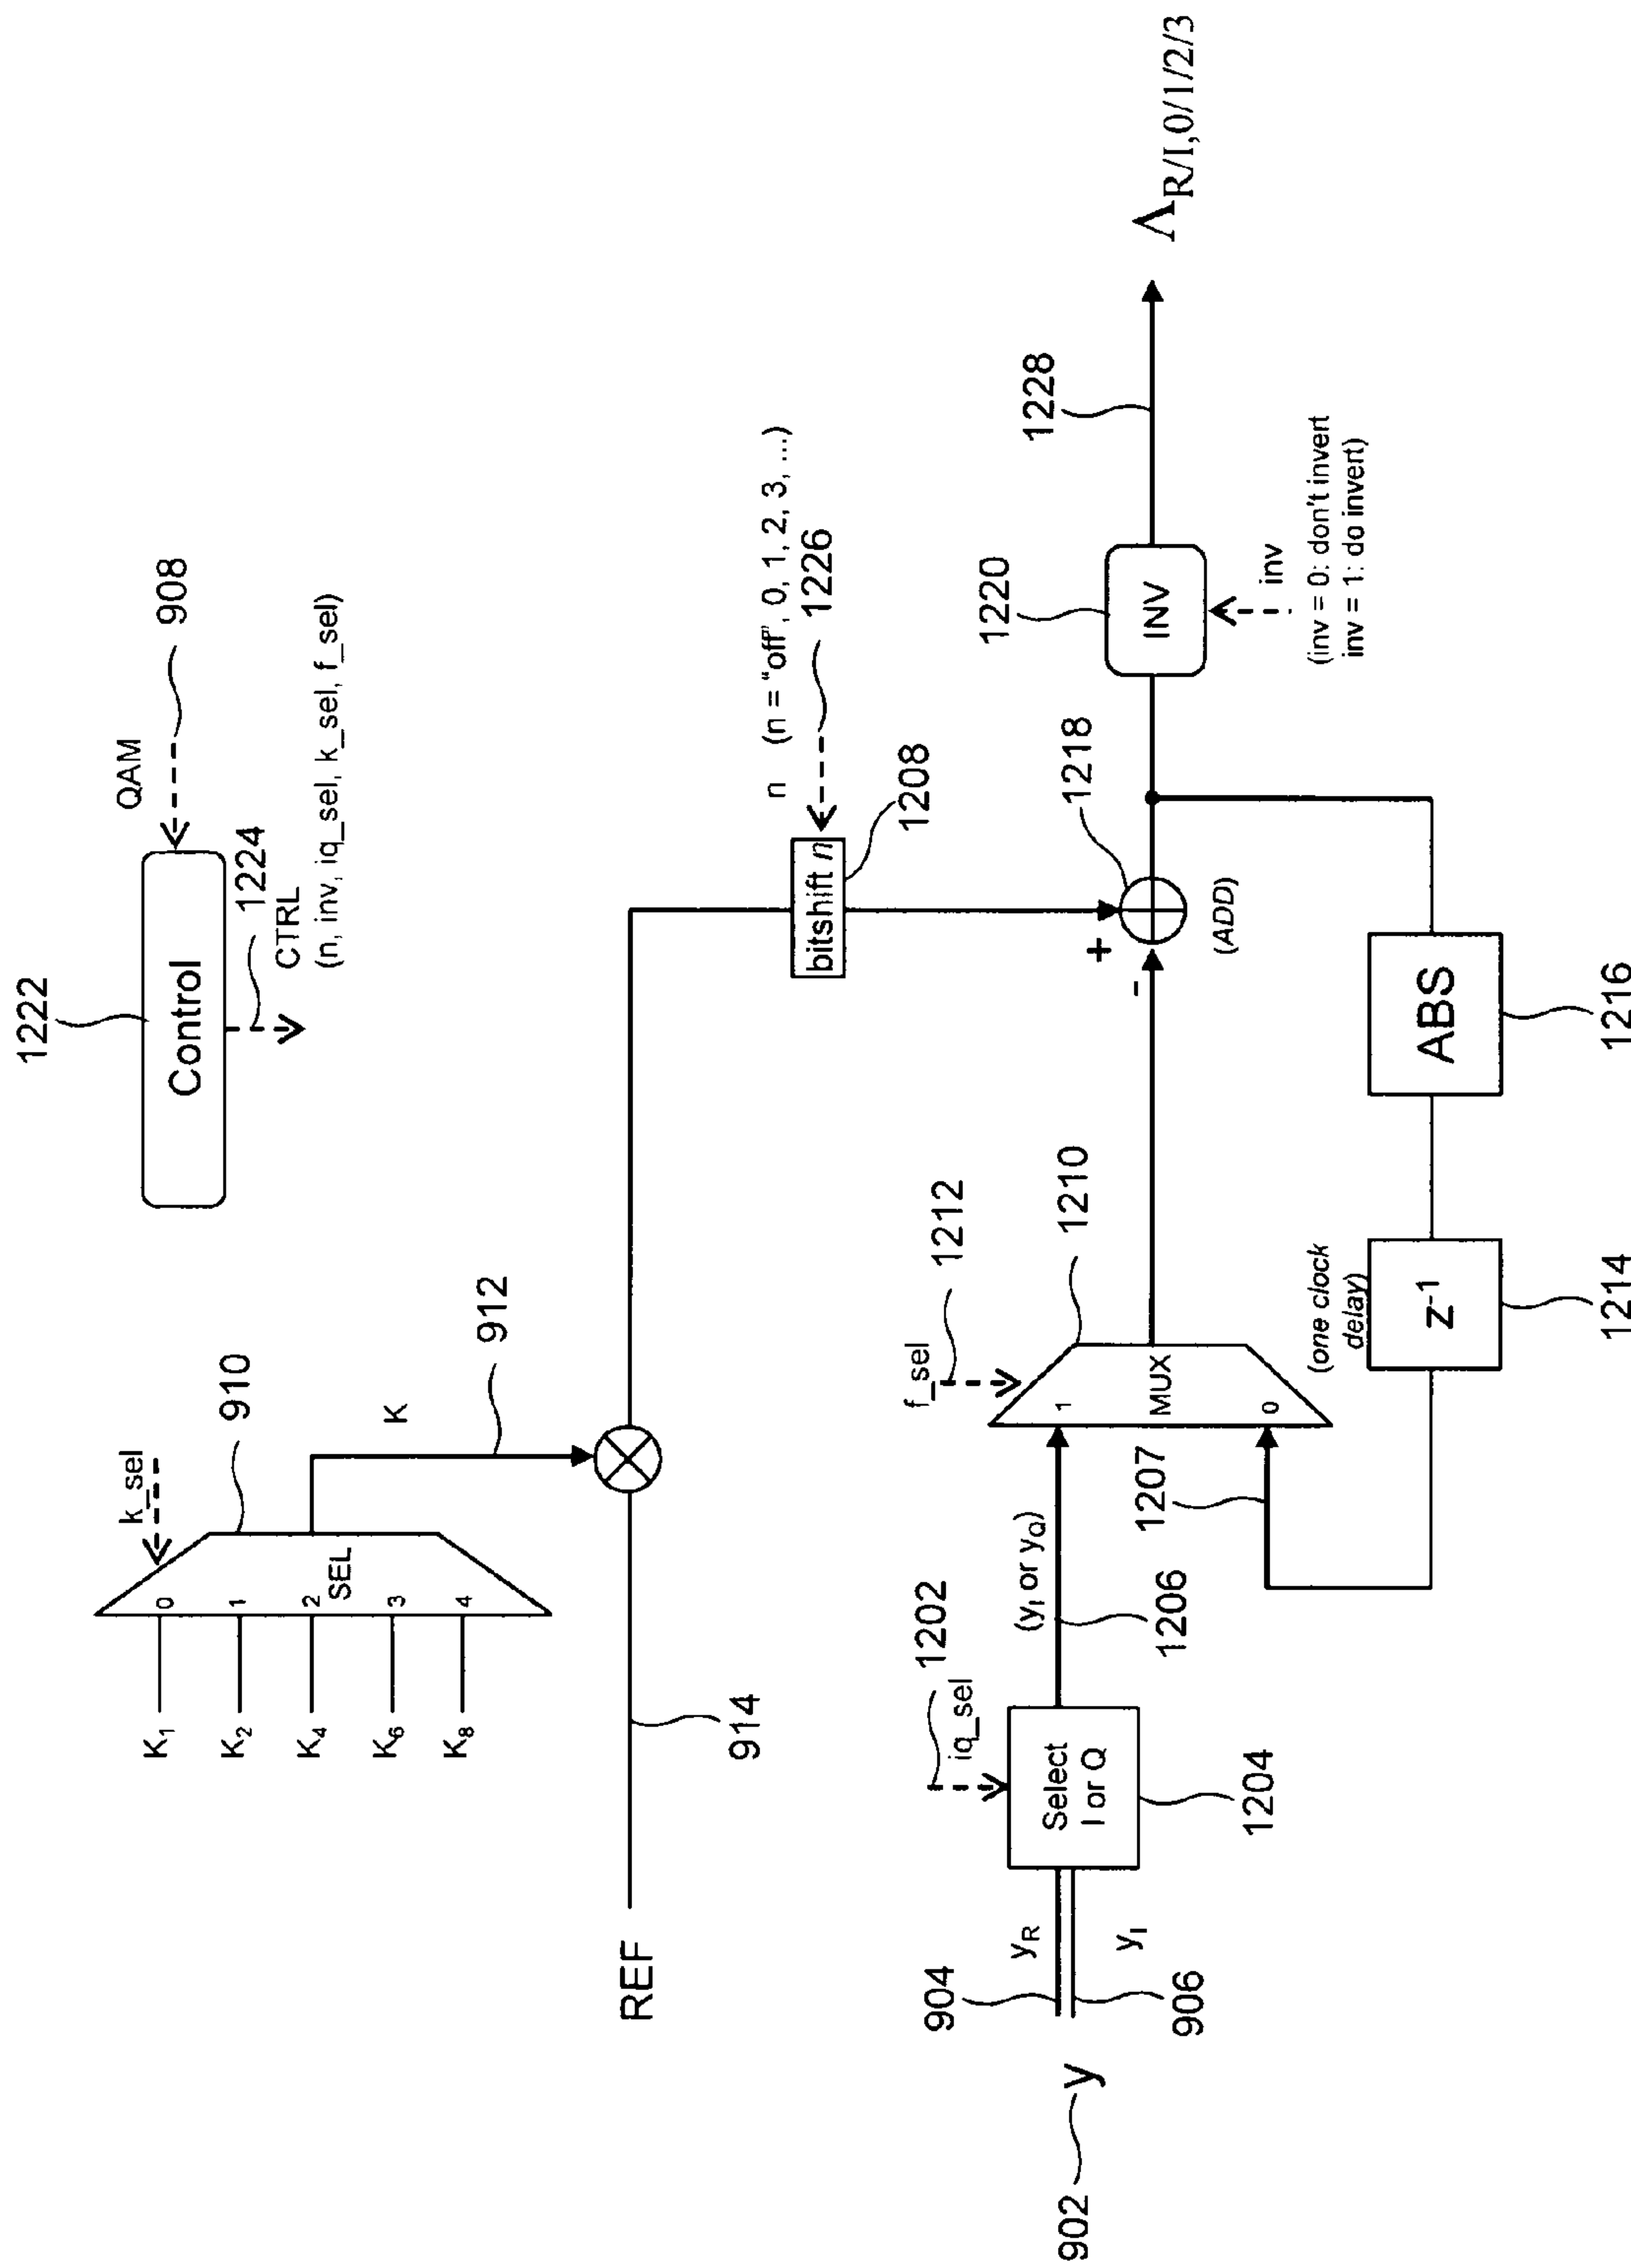 1222
Control
QAM
908
1224
CTRL
(n, inv, iq_sel, k_sel, f_sel)
k_sel
910
K1
K2
K4
K6
K8
0
1
2
3
4
SEL
K
912
REF
914
n (n = "off", 0, 1, 2, 3, ...)
1226
bitshift n
1208
902
y
904
yR
yI
906
1202
iq_sel
Select
I or Q
1204
(yI or yQ)
1206
1207
f_sel
1212
1
MUX
0
1210
(one clock
delay)
z-1
1214
ABS
1216
+
-
1218
(ADD)
1220
INV
inv
(inv = 0: don't invert
inv = 1: do invert)
1228
ΛR/I,0/1/2/3